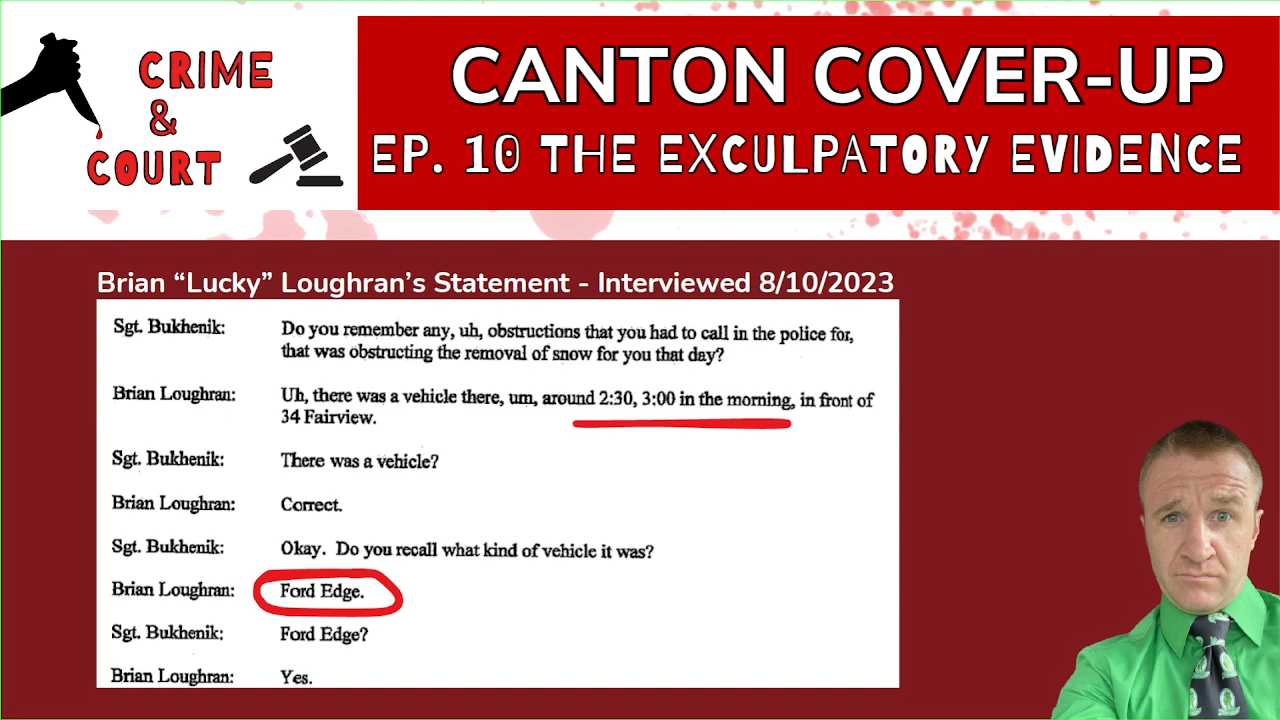 CRIME
&
COURT
CANTON COVER-UP
EP. 10 THE EXCULPATORY EVIDENCE
Brian “Lucky” Loughran’s Statement - Interviewed 8/10/2023
Sgt. Bukhenik: Do you remember any, uh, obstructions that you had to call in the police for,
that was obstructing the removal of snow for you that day?
Brian Loughran: Uh, there was a vehicle there, um, around 2:30, 3:00 in the morning, in front of
34 Fairview.
Sgt. Bukhenik: There was a vehicle?
Brian Loughran: Correct.
Sgt. Bukhenik: Okay. Do you recall what kind of vehicle it was?
Brian Loughran: Ford Edge.
Sgt. Bukhenik: Ford Edge?
Brian Loughran: Yes.